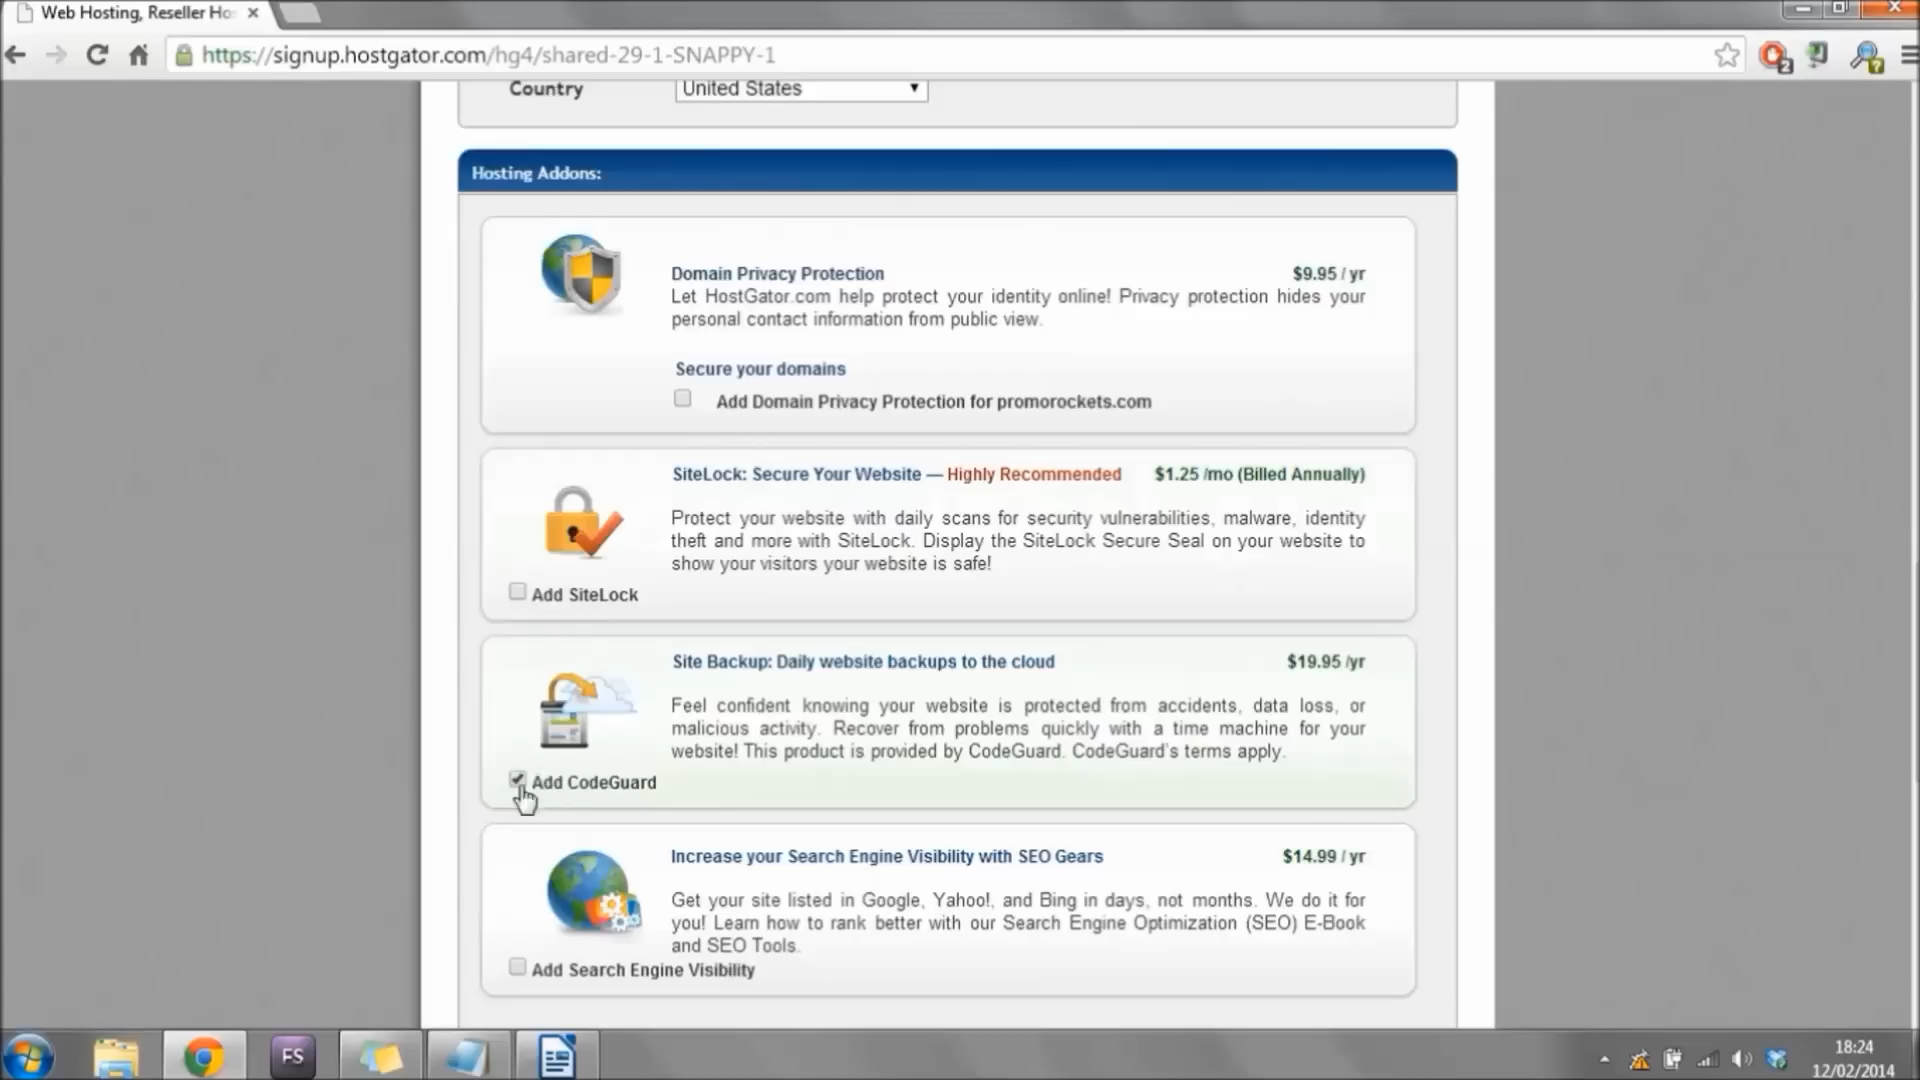 Web Hosting, Reseller Ho
https://signup.hostgator.com/hg4/shared-29-1-SNAPPY-1
2
?
Country United States
Hosting Addons:
Domain Privacy Protection $9.95 / yr
Let HostGator.com help protect your identity online! Privacy protection hides your
personal contact information from public view.
Secure your domains
Add Domain Privacy Protection for promorockets.com
SiteLock: Secure Your Website — Highly Recommended $1.25 /mo (Billed Annually)
Protect your website with daily scans for security vulnerabilities, malware, identity
theft and more with SiteLock. Display the SiteLock Secure Seal on your website to
show your visitors your website is safe!
Add SiteLock
Site Backup: Daily website backups to the cloud $19.95 /yr
Feel confident knowing your website is protected from accidents, data loss, or
malicious activity. Recover from problems quickly with a time machine for your
website! This product is provided by CodeGuard. CodeGuard's terms apply.
Add CodeGuard
Increase your Search Engine Visibility with SEO Gears $14.99 / yr
Get your site listed in Google, Yahoo!, and Bing in days, not months. We do it for
you! Learn how to rank better with our Search Engine Optimization (SEO) E-Book
and SEO Tools.
Add Search Engine Visibility
FS
18:24
12/02/2014